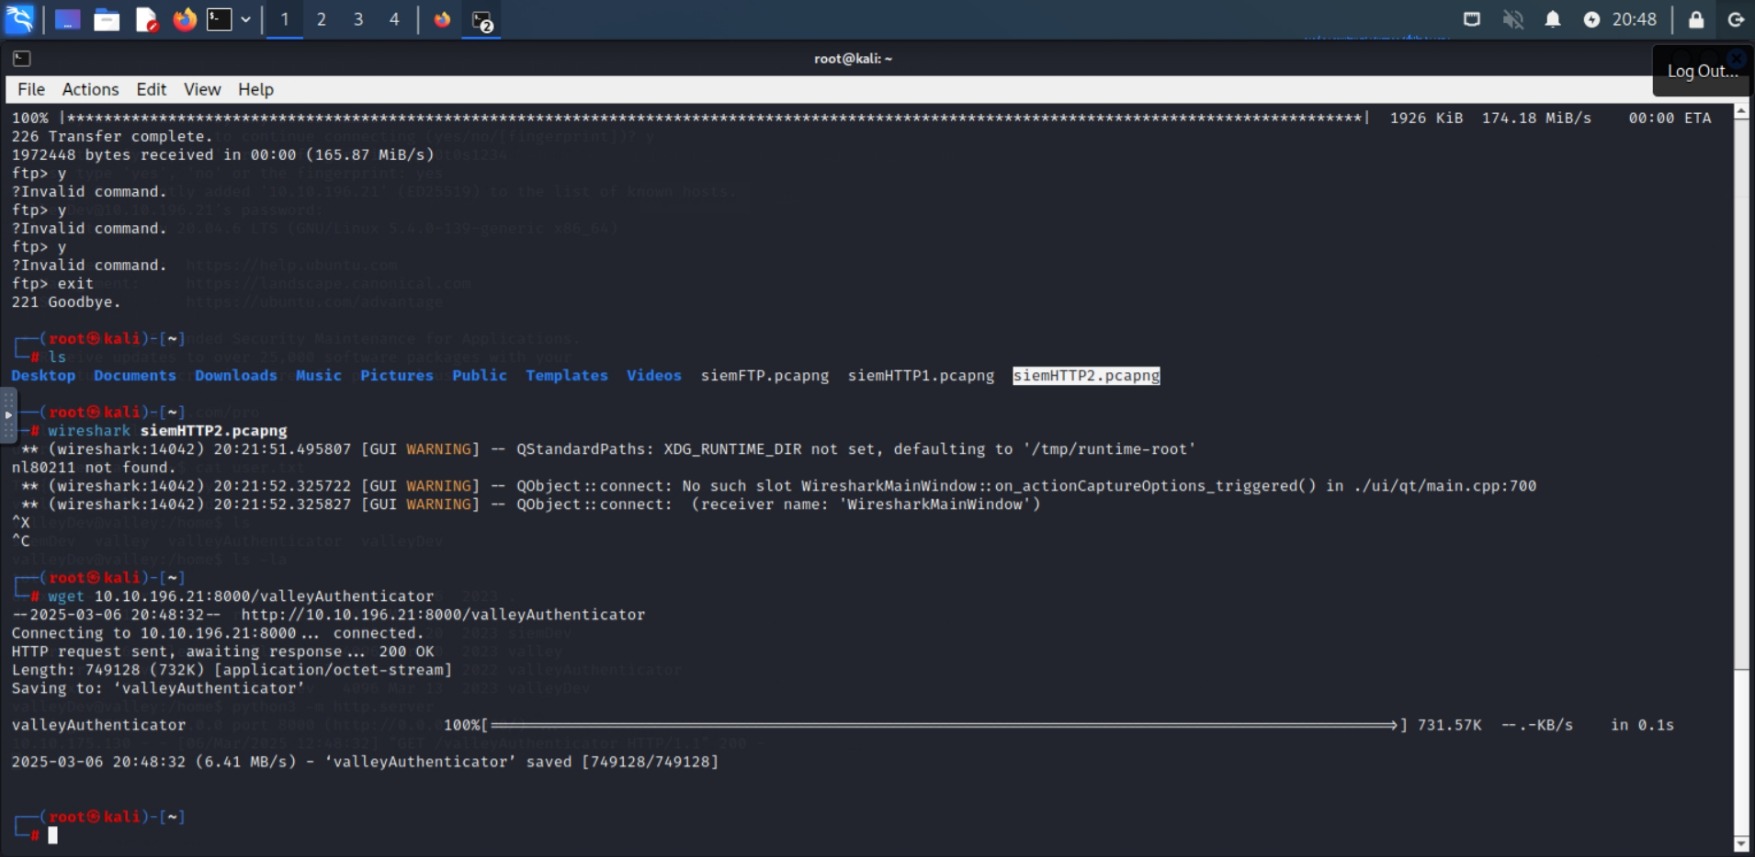 1 2 3 4 2 20:48
root@kali: ~
Log Out...
File Actions Edit View Help
100% |*********************************************************************************************************************************************| 1926 KiB 174.18 MiB/s 00:00 ETA
226 Transfer complete.
1972448 bytes received in 00:00 (165.87 MiB/s)
ftp> y
?Invalid command.
ftp> y
?Invalid command.
ftp> y
?Invalid command.
ftp> exit
221 Goodbye.
┌──(root㉿kali)-[~]
└─# ls
Desktop Documents Downloads Music Pictures Public Templates Videos siemFTP.pcapng siemHTTP1.pcapng siemHTTP2.pcapng
┌──(root㉿kali)-[~]
└─# wireshark siemHTTP2.pcapng
** (wireshark:14042) 20:21:51.495807 [GUI WARNING] -- QStandardPaths: XDG_RUNTIME_DIR not set, defaulting to '/tmp/runtime-root'
nl80211 not found.
** (wireshark:14042) 20:21:52.325722 [GUI WARNING] -- QObject::connect: No such slot WiresharkMainWindow::on_actionCaptureOptions_triggered() in ./ui/qt/main.cpp:700
** (wireshark:14042) 20:21:52.325827 [GUI WARNING] -- QObject::connect: (receiver name: 'WiresharkMainWindow')
^X
^C
┌──(root㉿kali)-[~]
└─# wget 10.10.196.21:8000/valleyAuthenticator
--2025-03-06 20:48:32-- http://10.10.196.21:8000/valleyAuthenticator
Connecting to 10.10.196.21:8000... connected.
HTTP request sent, awaiting response... 200 OK
Length: 749128 (732K) [application/octet-stream]
Saving to: ‘valleyAuthenticator’
valleyAuthenticator 100%[==========================================================================>] 731.57K --.-KB/s in 0.1s
2025-03-06 20:48:32 (6.41 MB/s) - ‘valleyAuthenticator’ saved [749128/749128]
┌──(root㉿kali)-[~]
└─#